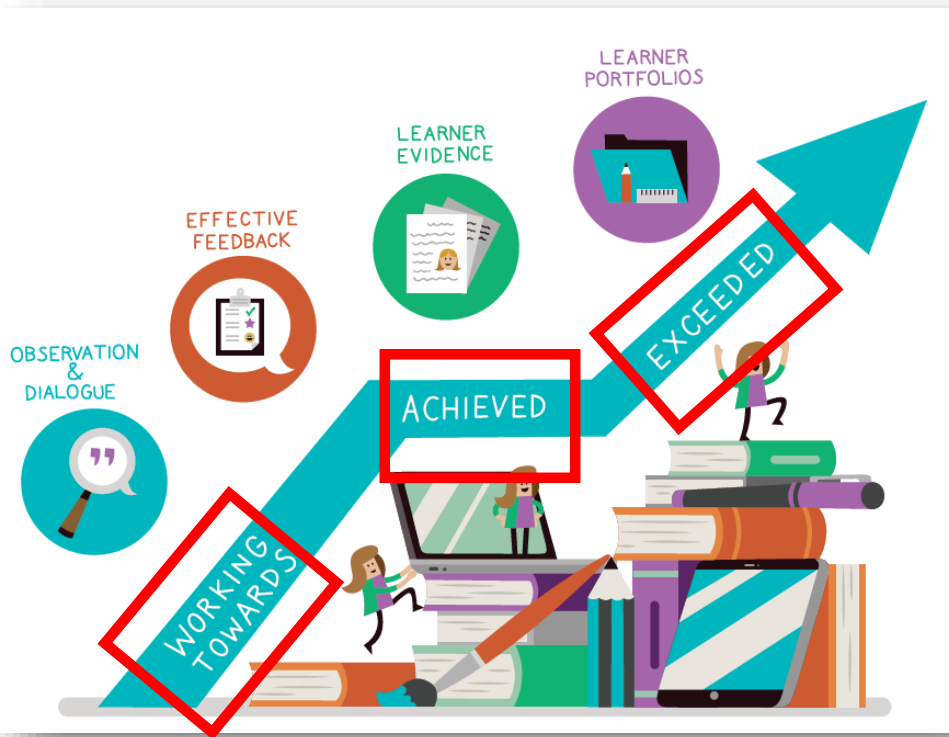 LEARNER
PORTFOLIOS
LEARNER
EVIDENCE
EFFECTIVE
FEEDBACK
OBSERVATION
&
DIALOGUE
WORKING
TOWARDS
ACHIEVED
EXCEEDED